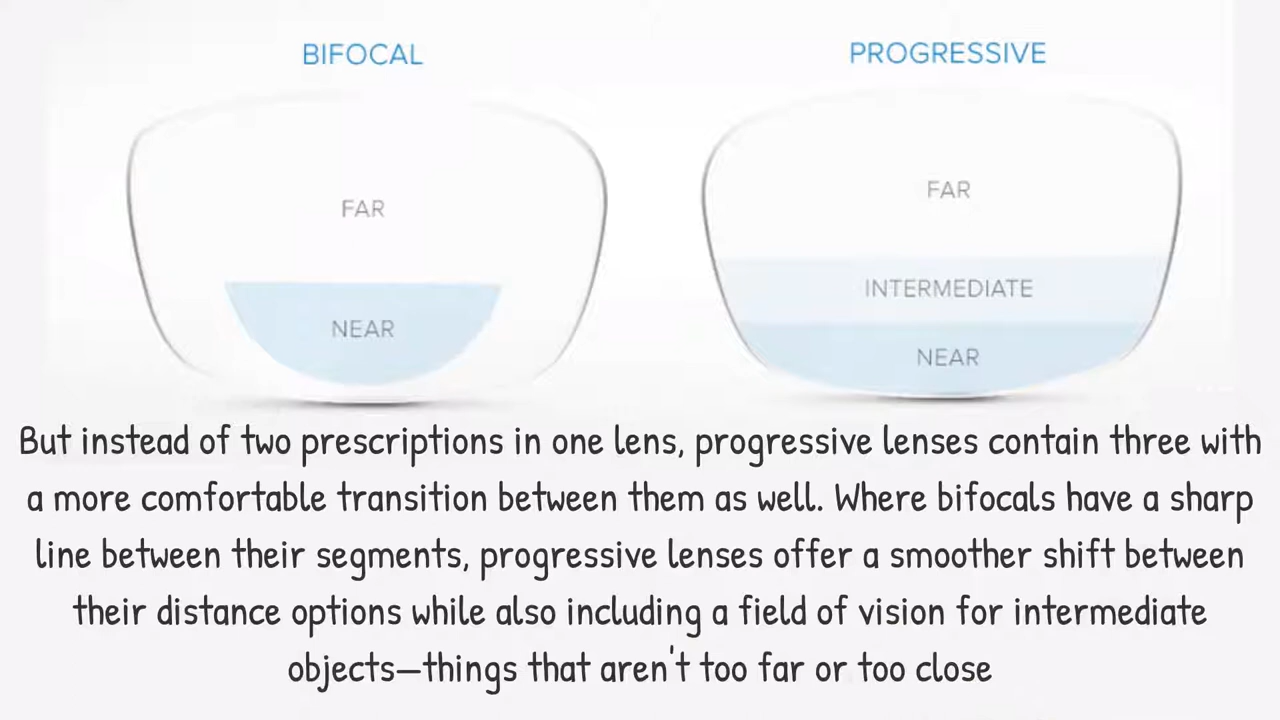 BIFOCAL
PROGRESSIVE
FAR
NEAR
FAR
INTERMEDIATE
NEAR
But instead of two prescriptions in one lens, progressive lenses contain three with
a more comfortable transition between them as well. Where bifocals have a sharp
line between their segments, progressive lenses offer a smoother shift between
their distance options while also including a field of vision for intermediate
objects—things that aren't too far or too close